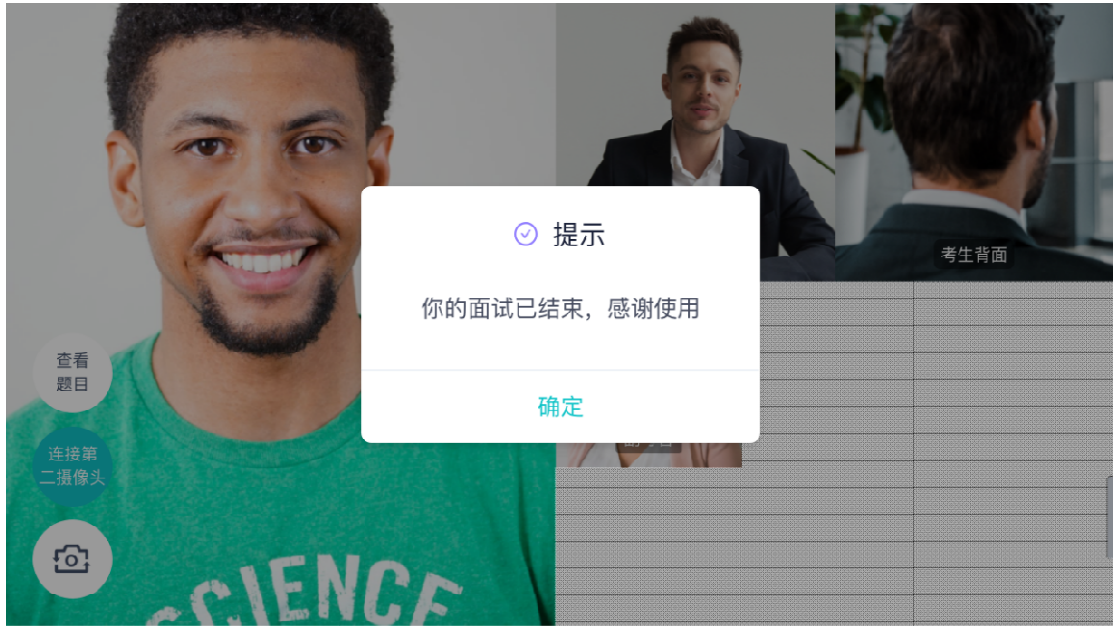 提示
你的面试已结束，感谢使用
确定
考生背面
查看
题目
连接第
二摄像头
SCIENCE